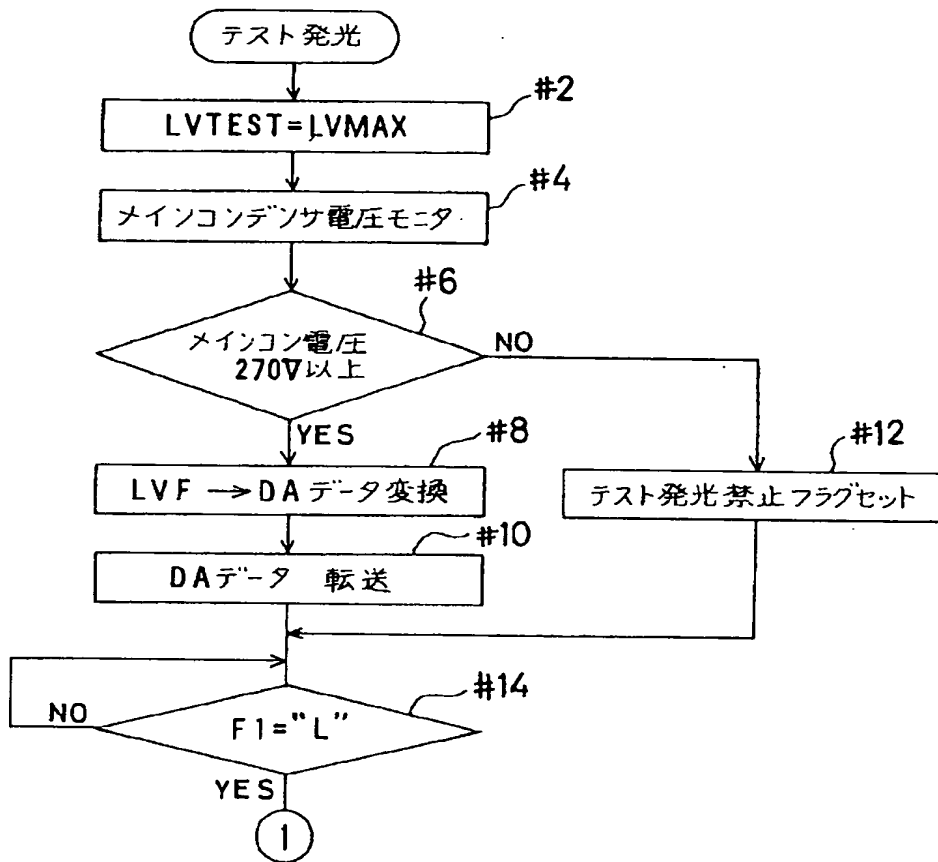 テスト発光
#2
LVTEST=LVMAX
#4
メインコンデンサ電圧モニタ
#6
メインコン電圧
270V以上
NO
YES
#8
LVF→DAデータ変換
#12
テスト発光禁止フラグセット
#10
DAデータ 転送
#14
F1="L"
NO
YES
1